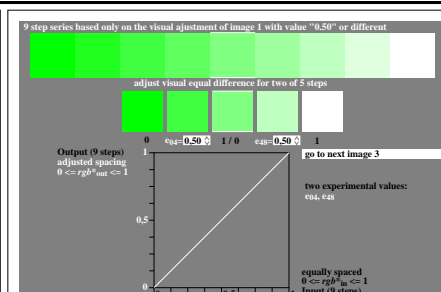 9 step series based only on the visual ajustment of image 1 with value "0.50" or different
adjust visual equal difference for two of 5 steps
0 e04=0,50 1 / 0 e48=0,50 1
Output (9 steps)
adjusted spacing
0 <= rgb*out <= 1
1
go to next image 3
two experimental values:
e04, e48
0,5
equally spaced
0 <= rgb*in <= 1
Input (9 steps)
0